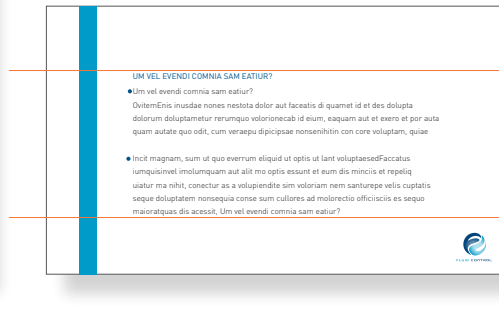 UM VEL EVENDI COMNIA SAM EATIUR?
Um vel evendi comnia sam eatiur?
OvitemEnis inusdae nones nestota dolor aut faceatis di quamet id et des dolupta
dolorum doluptametur rerumquo volorionecab id eium, eaquam aut et exero et por auta
quam autate quo odit, cum veraepu dipicipsae nonsenihitin con core voluptam, quiae
Incit magnam, sum ut quo everrum eliquid ut optis ut lant voluptaesedFaccatus
iumquisinvel imolumquam aut alit mo optis essunt et eum dis minciis et repeliq
uiatur ma nihit, conectur as a volupiendite sim voloriam nem santurepe velis cuptatis
seque doluptatem nonsequia conse sum cullores ad molorectio officiisciis es sequo
maioratquas dis acessit, Um vel evendi comnia sam eatiur?
FLOW CONTROL